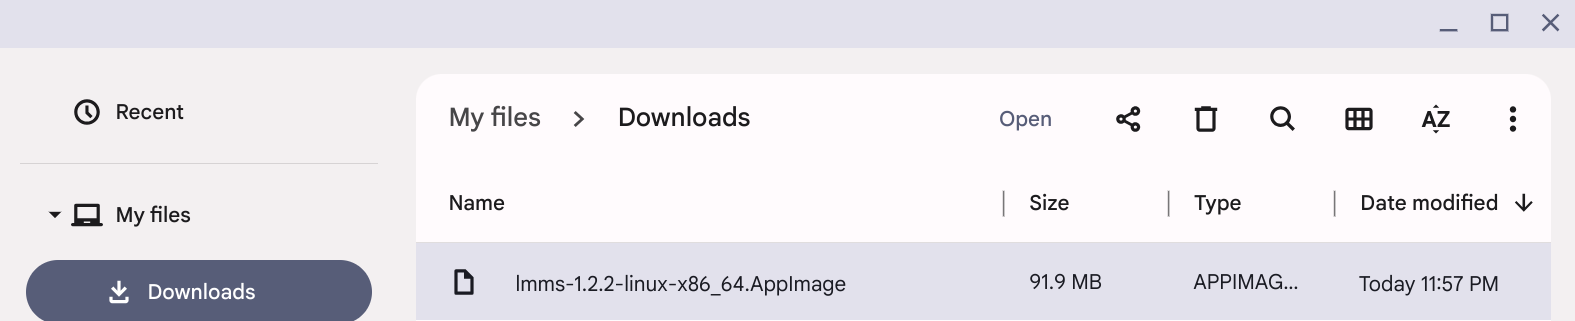 Recent
My files
Downloads
My files > Downloads
Open
AZ
Name
Size
Type
Date modified
lmms-1.2.2-linux-x86_64.AppImage
91.9 MB
APPIMAG...
Today 11:57 PM